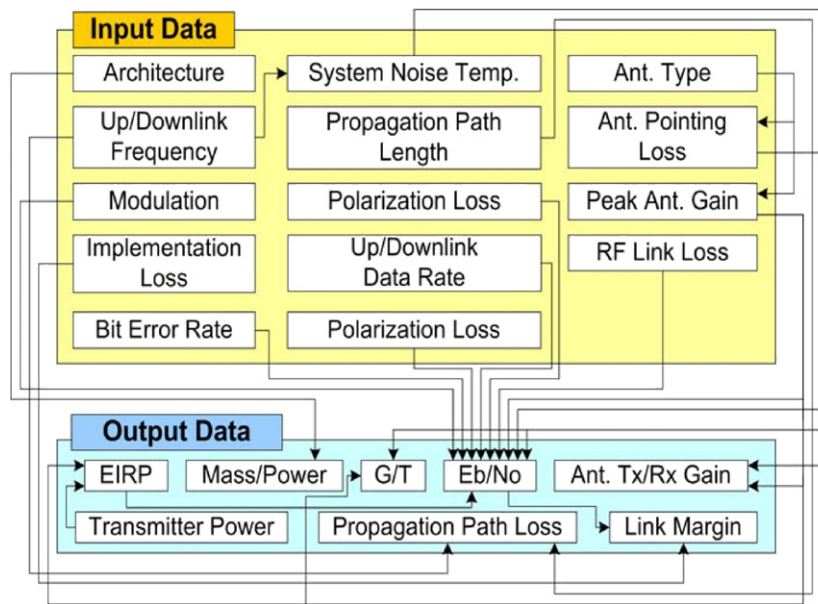 Input Data
Architecture
System Noise Temp.
Ant. Type
Up/Downlink
Frequency
Propagation Path
Length
Ant. Pointing
Loss
Modulation
Polarization Loss
Peak Ant. Gain
Implementation
Loss
Up/Downlink
Data Rate
RF Link Loss
Bit Error Rate
Polarization Loss
Output Data
EIRP
Mass/Power
G/T
Eb/No
Ant. Tx/Rx Gain
Transmitter Power
Propagation Path Loss
Link Margin